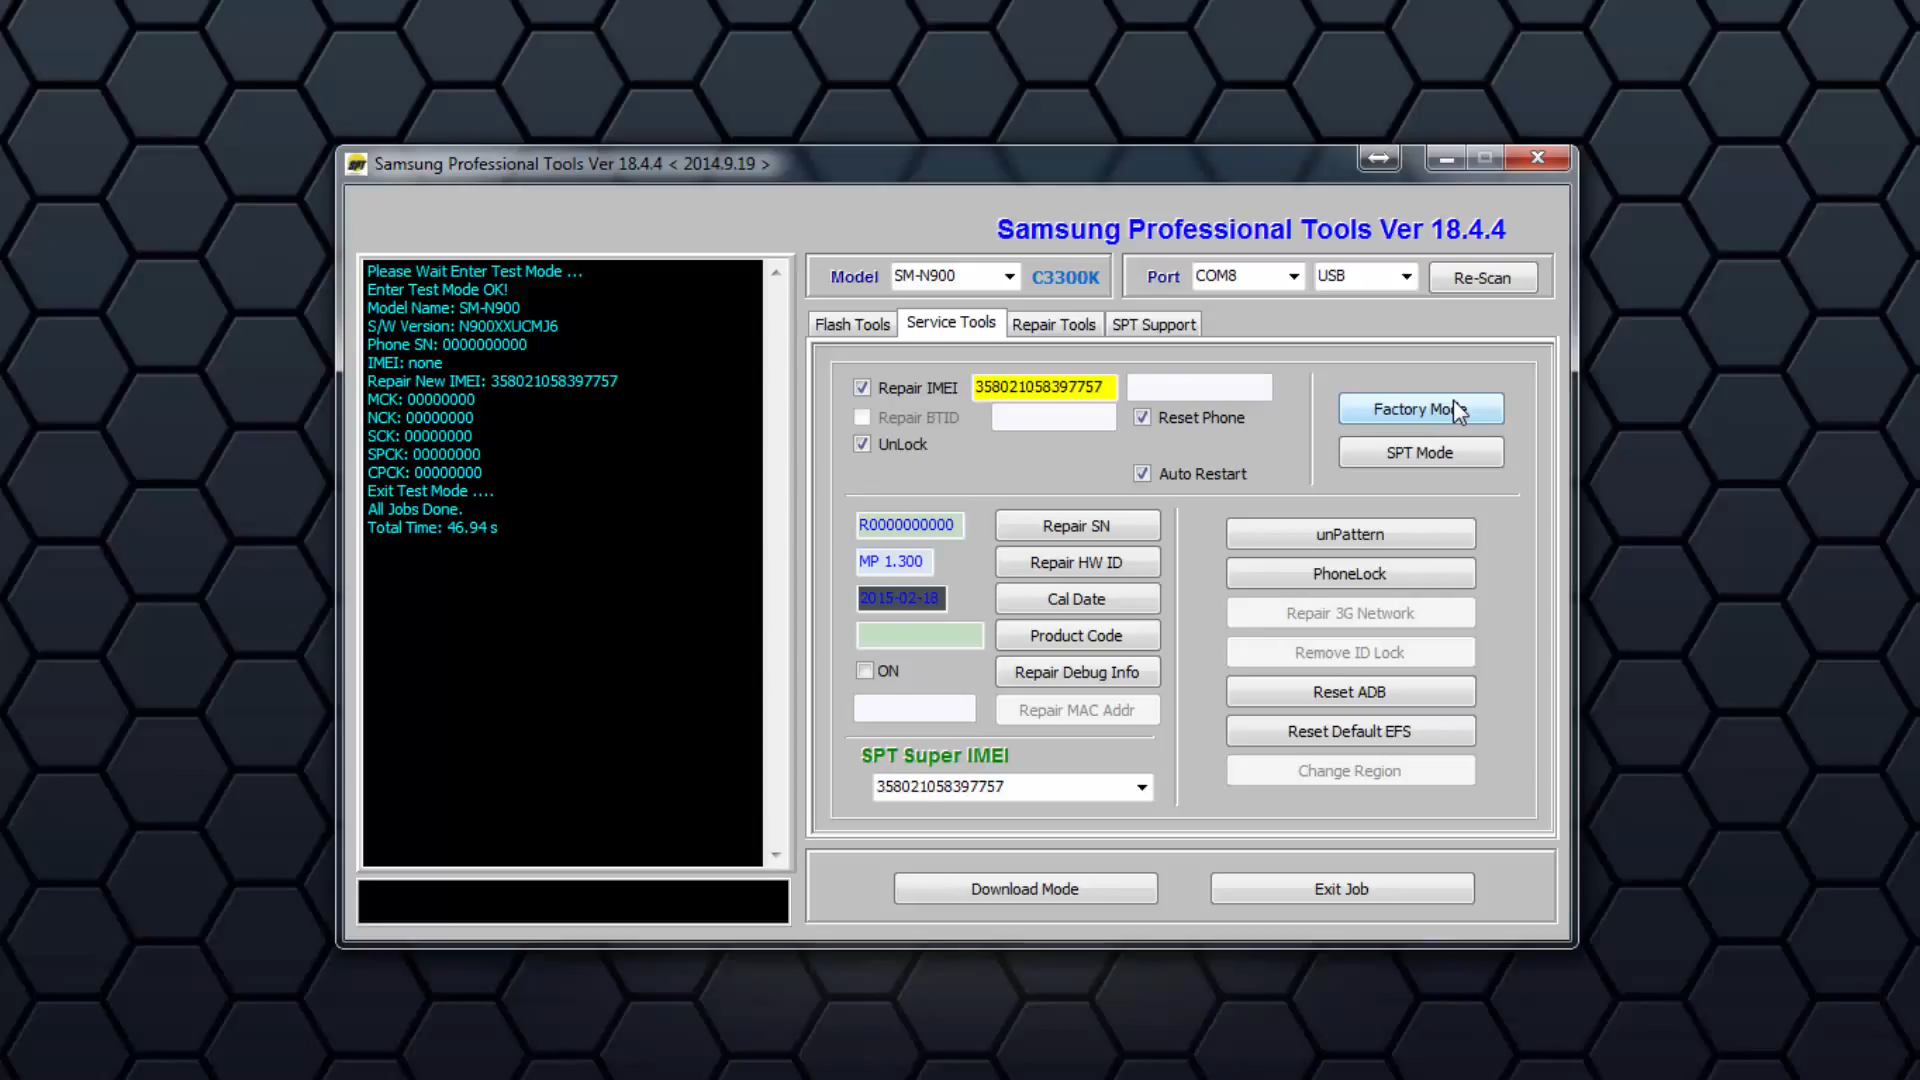 SPT
Samsung Professional Tools Ver 18.4.4 < 2014.9.19 >
Samsung Professional Tools Ver 18.4.4
Please Wait Enter Test Mode ...
Enter Test Mode OK!
Model Name: SM-N900
S/W Version: N900XXUCMJ6
Phone SN: 0000000000
IMEI: none
Repair New IMEI: 358021058397757
MCK: 00000000
NCK: 00000000
SCK: 00000000
SPCK: 00000000
CPCK: 00000000
Exit Test Mode ....
All Jobs Done.
Total Time: 46.94 s
Model SM-N900 C3300K Port COM8 USB Re-Scan
Flash Tools Service Tools Repair Tools SPT Support
Repair IMEI 358021058397757
Repair BTID Reset Phone
UnLock
Auto Restart
Factory Mode
SPT Mode
R0000000000 Repair SN
MP 1.300 Repair HW ID
2015-02-18 Cal Date
Product Code
ON Repair Debug Info
Repair MAC Addr
SPT Super IMEI
358021058397757
unPattern
PhoneLock
Repair 3G Network
Remove ID Lock
Reset ADB
Reset Default EFS
Change Region
Download Mode Exit Job